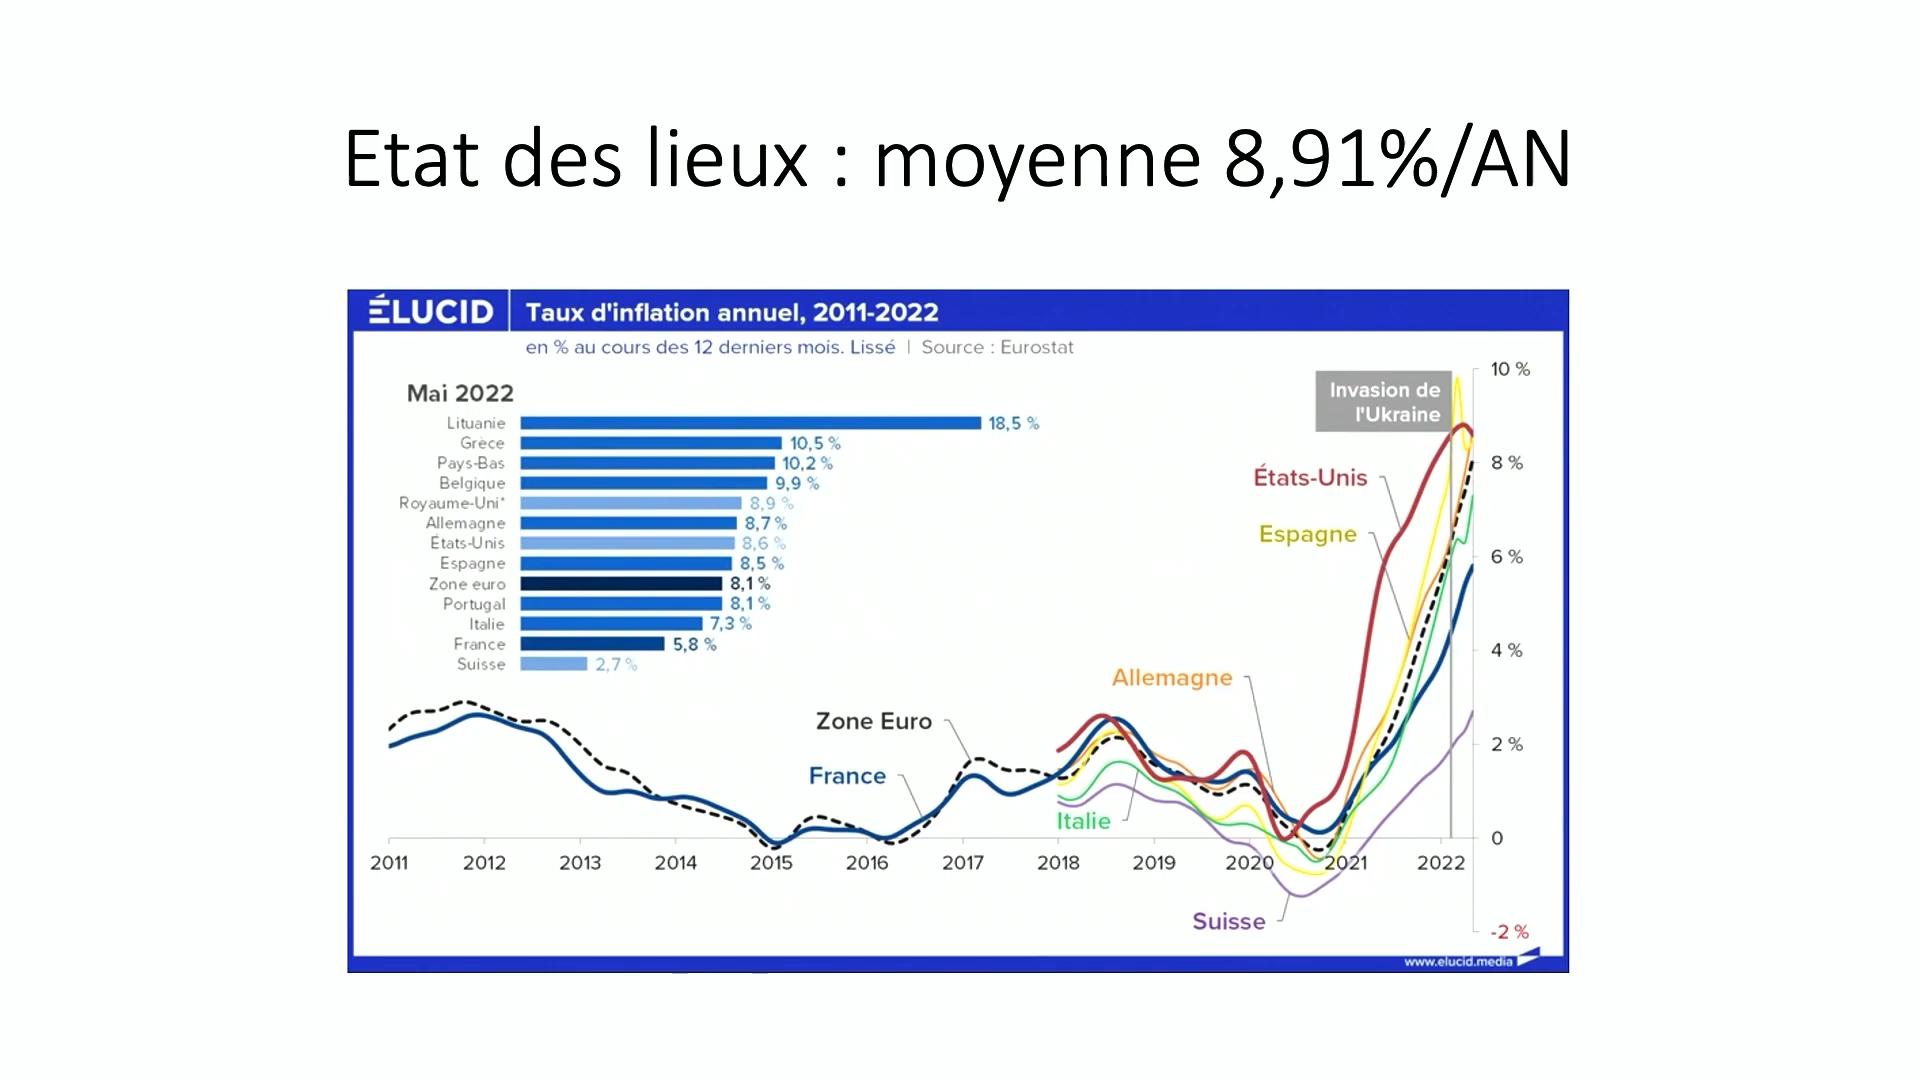 Etat des lieux : moyenne 8,91%/AN
ÉLUCID
Taux d'inflation annuel, 2011-2022
en % au cours des 12 derniers mois. Lissé | Source : Eurostat
Mai 2022
Lituanie 18,5 %
Grèce 10,5 %
Pays-Bas 10,2 %
Belgique 9,9 %
Royaume-Uni* 8,9 %
Allemagne 8,7 %
États-Unis 8,6 %
Espagne 8,5 %
Zone euro 8,1 %
Portugal 8,1 %
Italie 7,3 %
France 5,8 %
Suisse 2,7 %
Invasion de
l'Ukraine
États-Unis
Espagne
Allemagne
Zone Euro
France
Italie
Suisse
10 %
8 %
6 %
4 %
2 %
0
-2 %
2011 2012 2013 2014 2015 2016 2017 2018 2019 2020 2021 2022
www.elucid.media